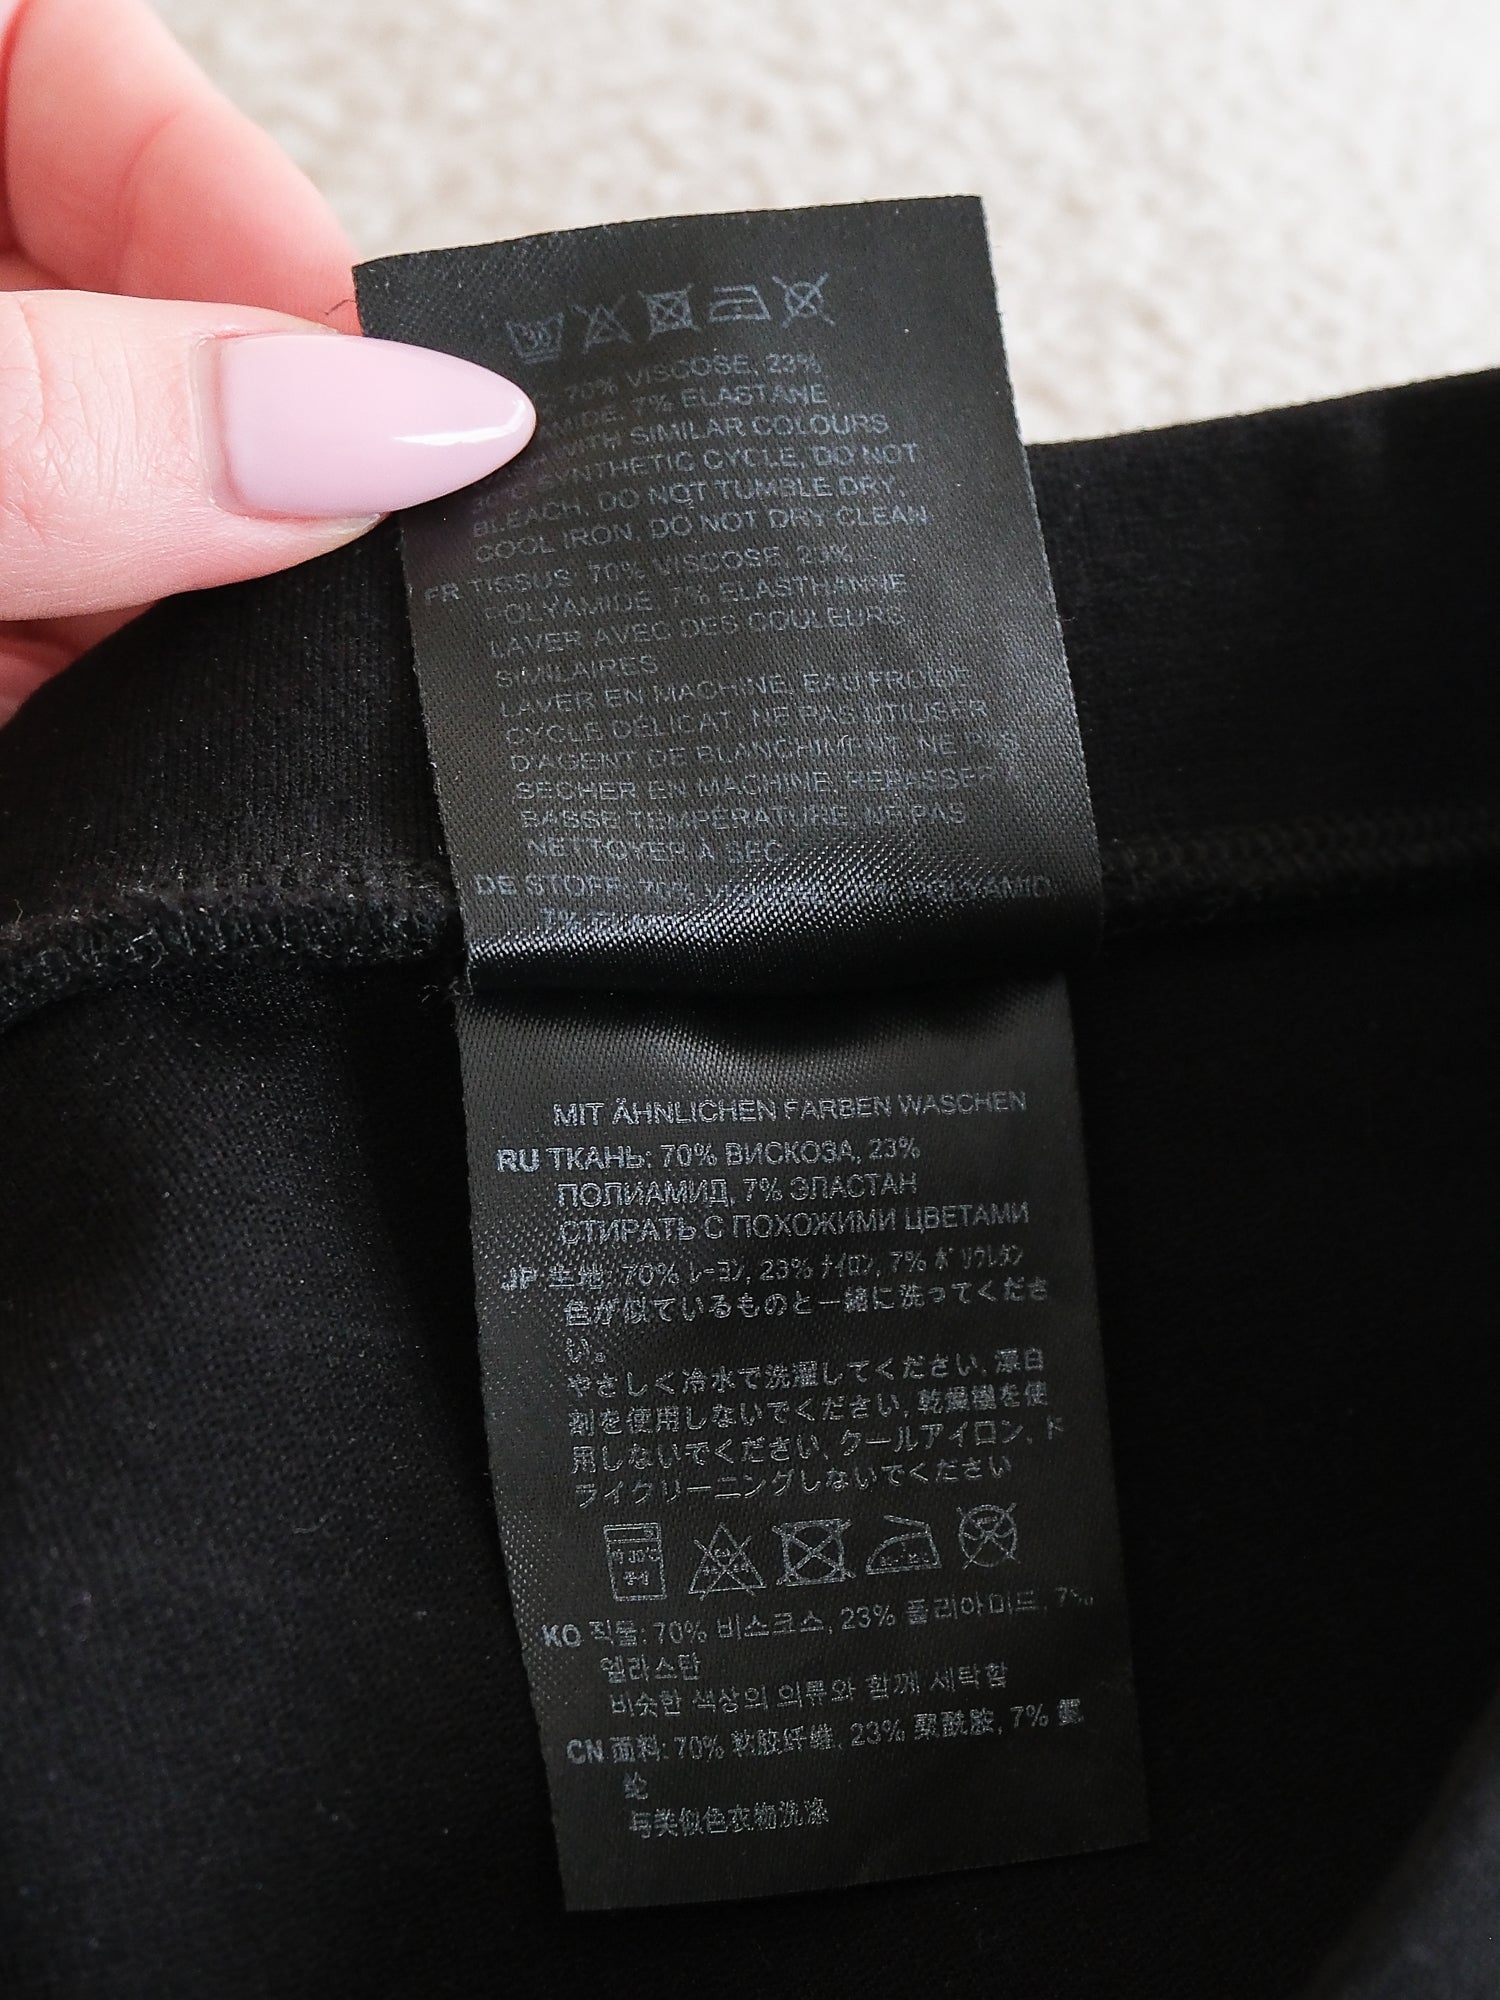 30
70% VISCOSE, 23%
7% ELASTANE
WITH SIMILAR COLOURS
SYNTHETIC CYCLE, DO NOT
BLEACH, DO NOT TUMBLE DRY,
COOL IRON, DO NOT DRY CLEAN
FR TISSUS: 70% VISCOSE, 23%
POLYAMIDE, 7% ELASTHANNE
LAVER AVEC DES COULEURS
SIMILAIRES
LAVER EN MACHINE, EAU FROIDE,
CYCLE DÉLICAT, NE PAS UTILISER
D'AGENT DE BLANCHIMENT, NE PAS
SÉCHER EN MACHINE, REPASSER
BASSE TEMPÉRATURE, NE PAS
NETTOYER A SEC
DE STOFF: 70% POLYAMID,
7%
MIT ÄHNLICHEN FARBEN WASCHEN
RU ТКАНЬ: 70% ВИСКОЗА, 23%
ПОЛИАМИД, 7% ЭЛАСТАН
СТИРАТЬ С ПОХОЖИМИ ЦВЕТАМИ
JP 生地: 70% レーヨン, 23% ナイロン, 7% ポリウレタン
色が似ているものと一緒に洗ってくださ
い。
やさしく冷水で洗濯してください, 漂白
剤を使用しないでください, 乾燥機を使
用しないでください, クールアイロン, ド
ライクリーニングしないでください
KO 직물: 70% 비스코스, 23% 폴리아미드, 7%
엘라스탄
비슷한 색상의 의류와 함께 세탁함
CN 面料: 70% 粘胶纤维, 23% 聚酰胺, 7% 氨
纶
与类似色衣物洗涤